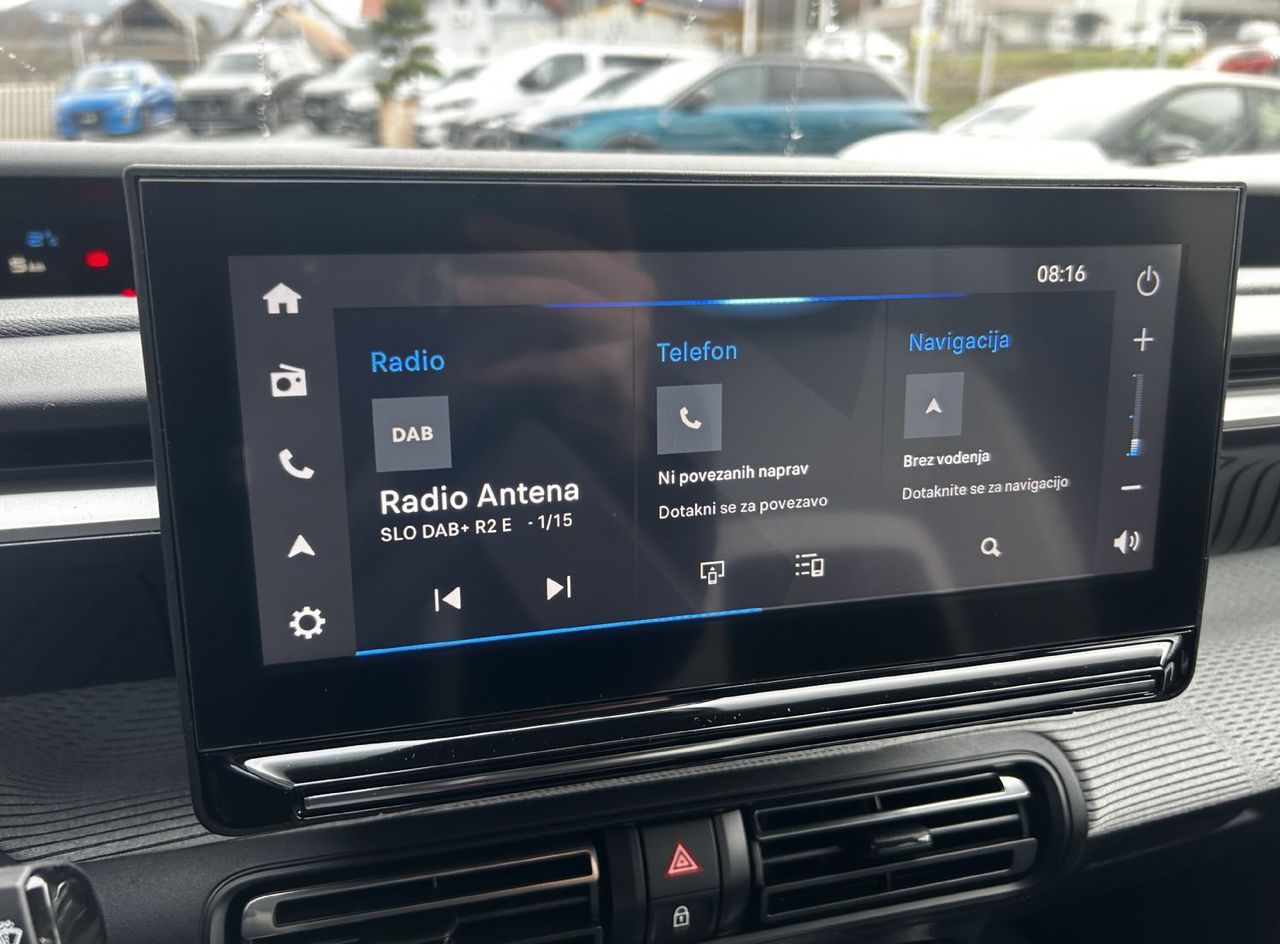 08:16
Radio
DAB
Radio Antena
SLO DAB+ R2 E - 1/15
Telefon
Ni povezanih naprav
Dotakni se za povezavo
Navigacija
Brez vodenja
Dotaknite se za navigacijo